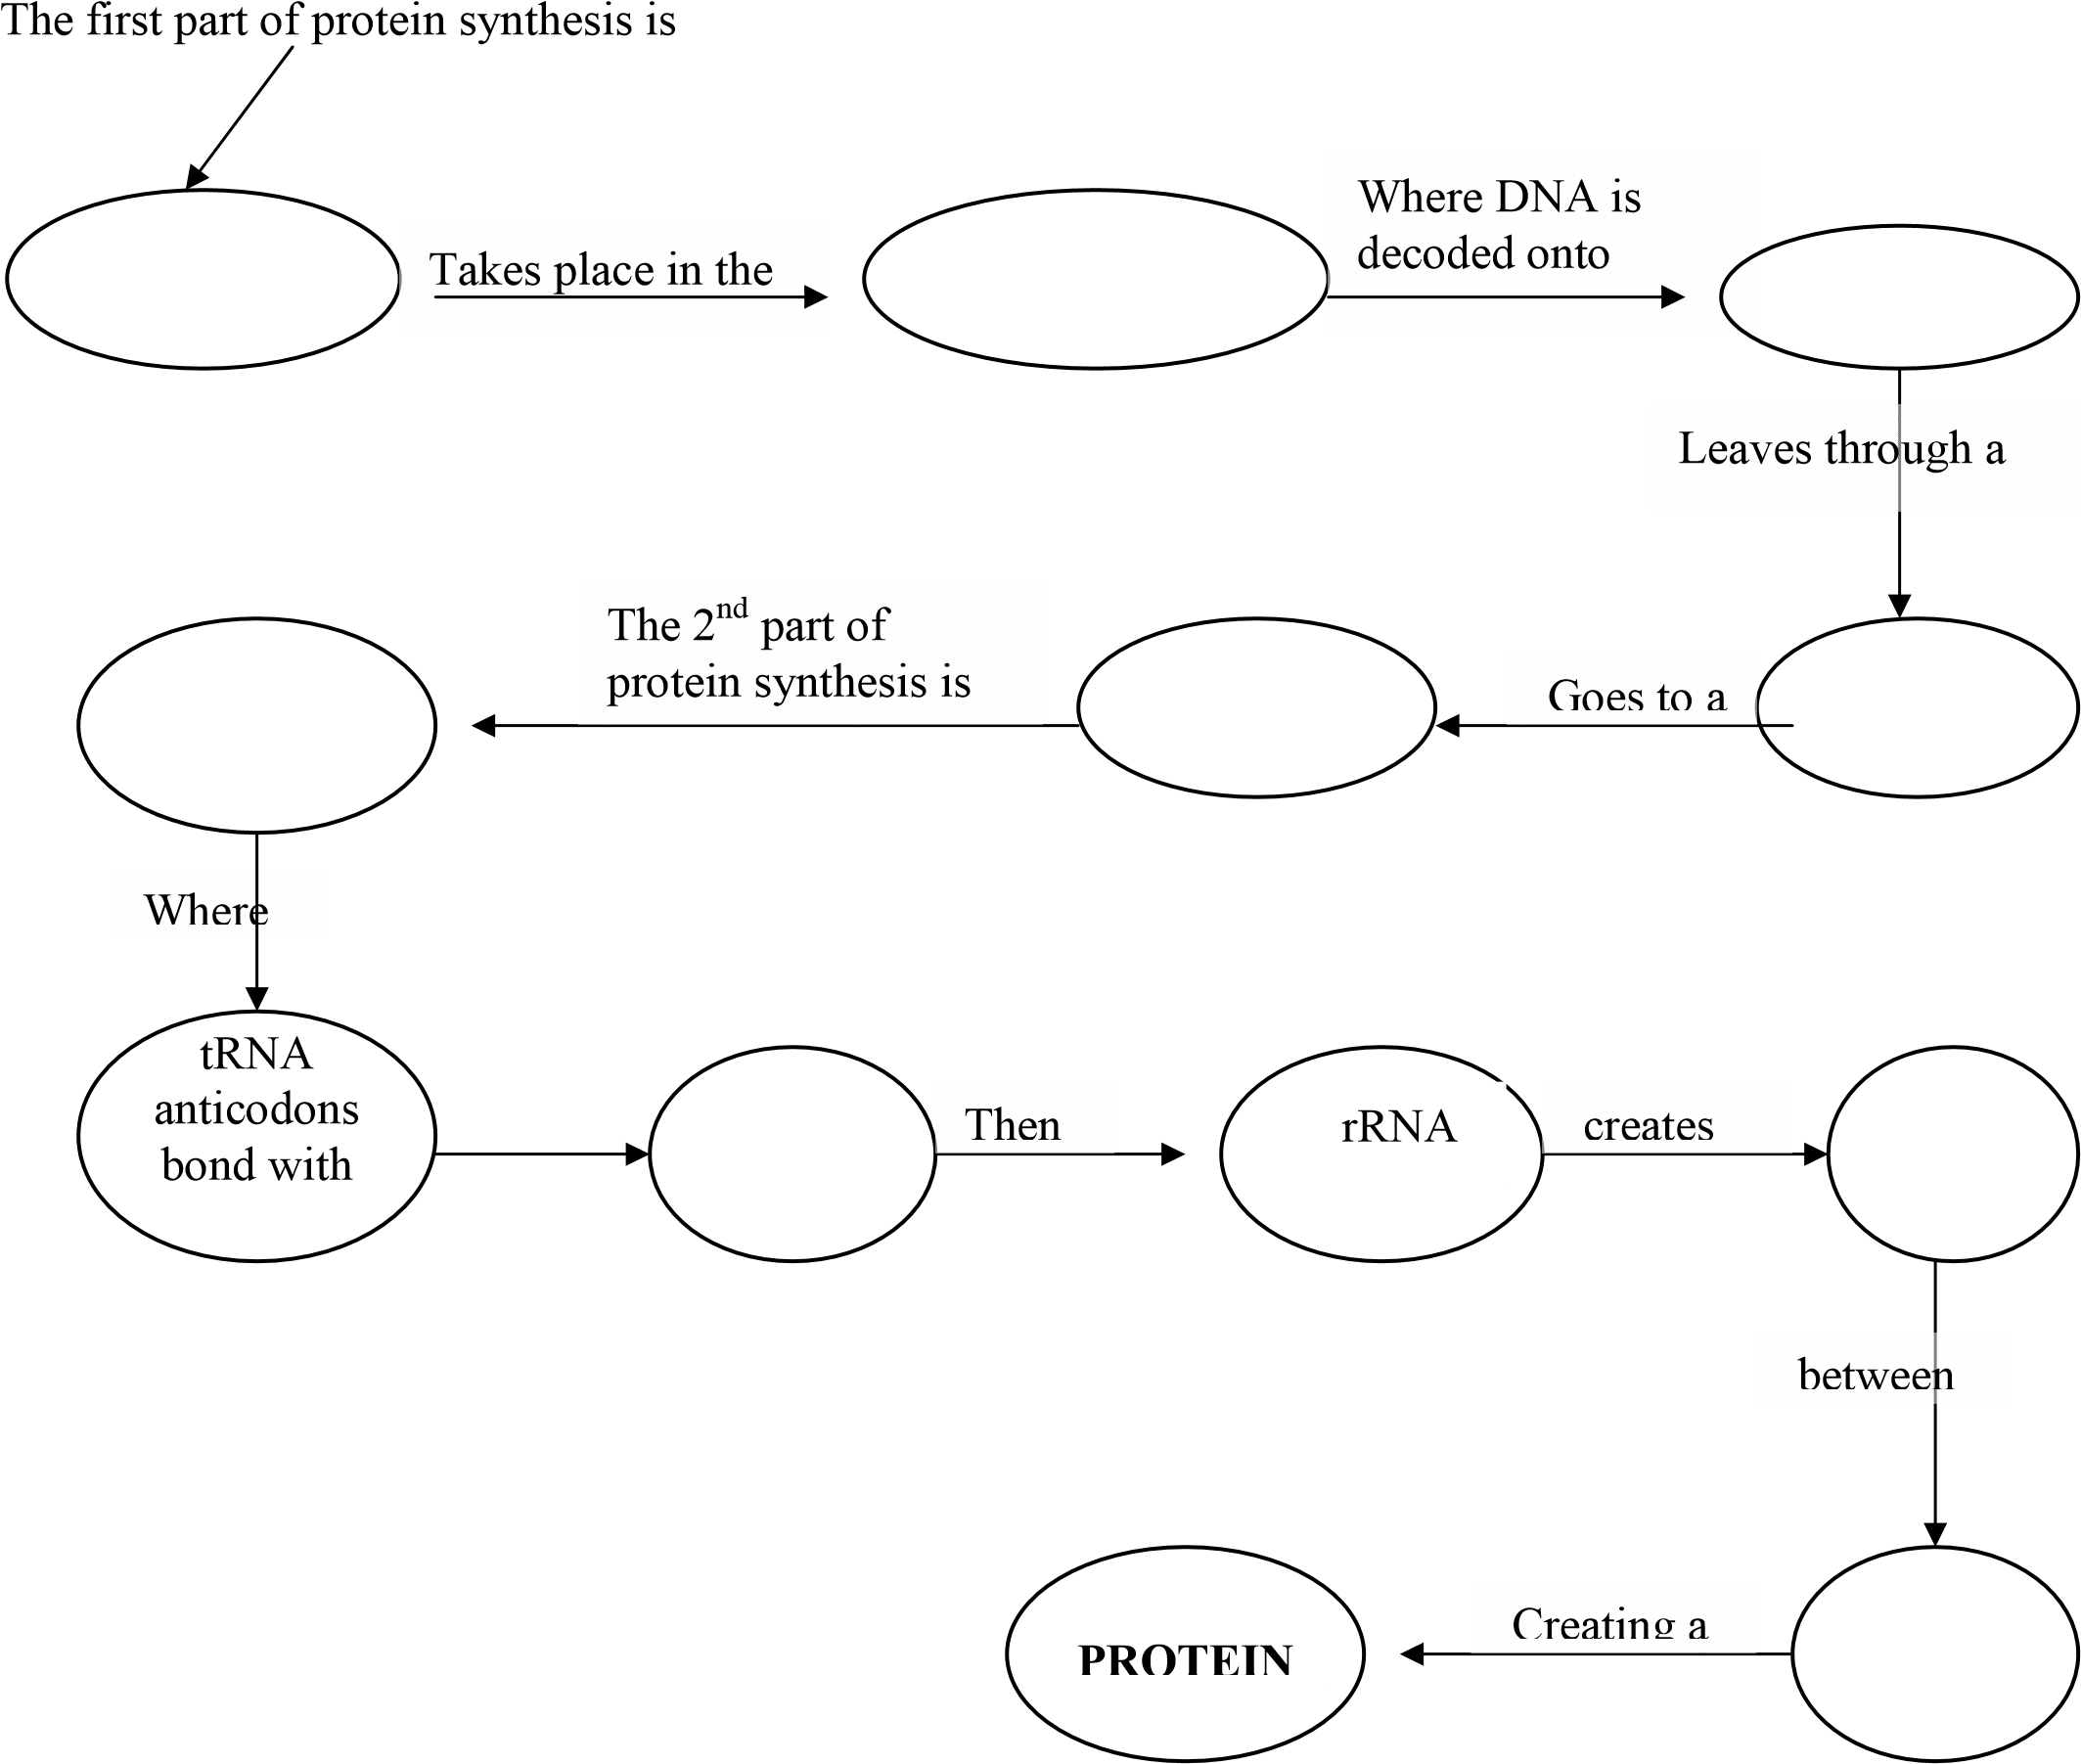 The first part of protein synthesis is
Where DNA is
decoded onto
Takes place in the
Leaves through a
Goes to a
The 2nd part of
protein synthesis is
Where
tRNA
anticodons
bond with
Then
rRNA
creates
between
Creating a
PROTEIN